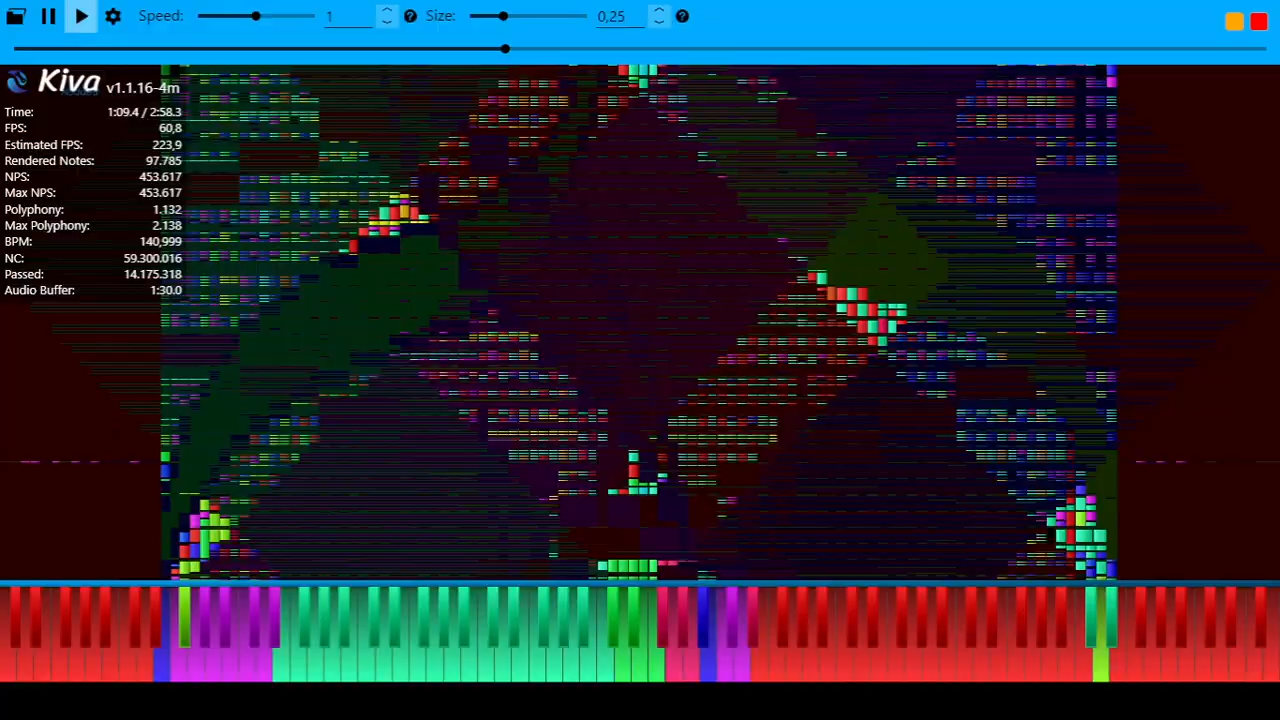 Speed: 1 Size: 0,25
Kiva v1.1.16-4m
Time: 1:09.4 / 2:58.3
FPS: 60,8
Estimated FPS: 223,9
Rendered Notes: 97.785
NPS: 453.617
Max NPS: 453.617
Polyphony: 1.132
Max Polyphony: 2.138
BPM: 140,999
NC: 59.300.016
Passed: 14.175.318
Audio Buffer: 1:30.0